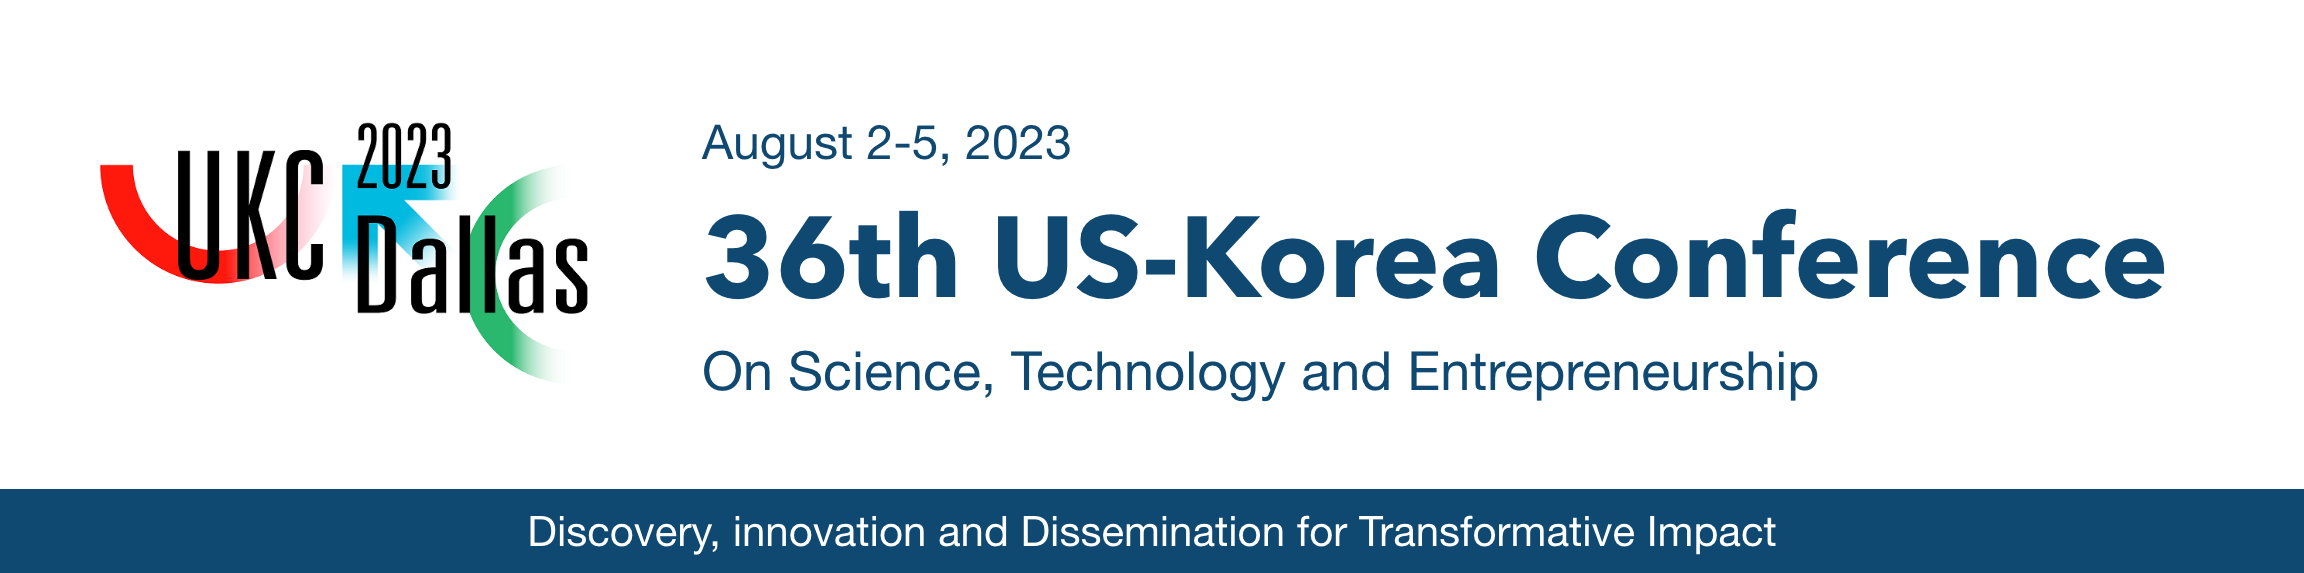 UKC 2023
Dallas
August 2-5, 2023
36th US-Korea Conference
On Science, Technology and Entrepreneurship
Discovery, innovation and Dissemination for Transformative Impact